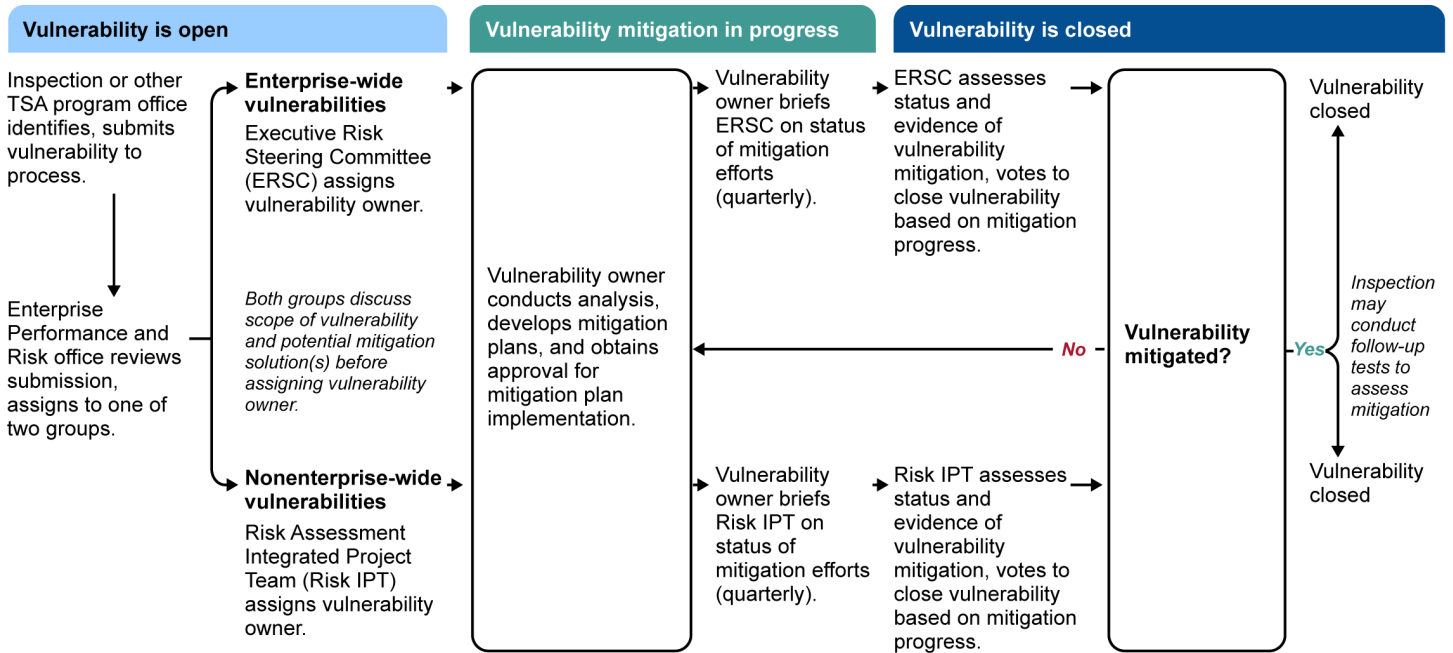 Vulnerability is open
Inspection or other
TSA program office
identifies, submits
vulnerability to
process.
Enterprise
Performance and
Risk office reviews
submission,
assigns to one of
two groups.
Enterprise-wide
vulnerabilities
Executive Risk
Steering Committee
(ERSC) assigns
vulnerability owner.
Both groups discuss
scope of vulnerability
and potential mitigation
solution(s) before
assigning vulnerability
owner.
Nonenterprise-wide
vulnerabilities
Risk Assessment
Integrated Project
Team (Risk IPT)
assigns vulnerability
owner.
Vulnerability mitigation in progress
Vulnerability owner
conducts analysis,
develops mitigation
plans, and obtains
approval for
mitigation plan
implementation.
Vulnerability
owner briefs
ERSC on status
of mitigation
efforts
(quarterly).
Vulnerability
owner briefs
Risk IPT on
status of
mitigation efforts
(quarterly).
Vulnerability is closed
ERSC assesses
status and
evidence of
vulnerability
mitigation, votes to
close vulnerability
based on mitigation
progress.
No
Risk IPT assesses
status and
evidence of
vulnerability
mitigation, votes to
close vulnerability
based on mitigation
progress.
Vulnerability
mitigated?
Yes
Vulnerability
closed
Inspection
may
conduct
follow-up
tests to
assess
mitigation
Vulnerability
closed